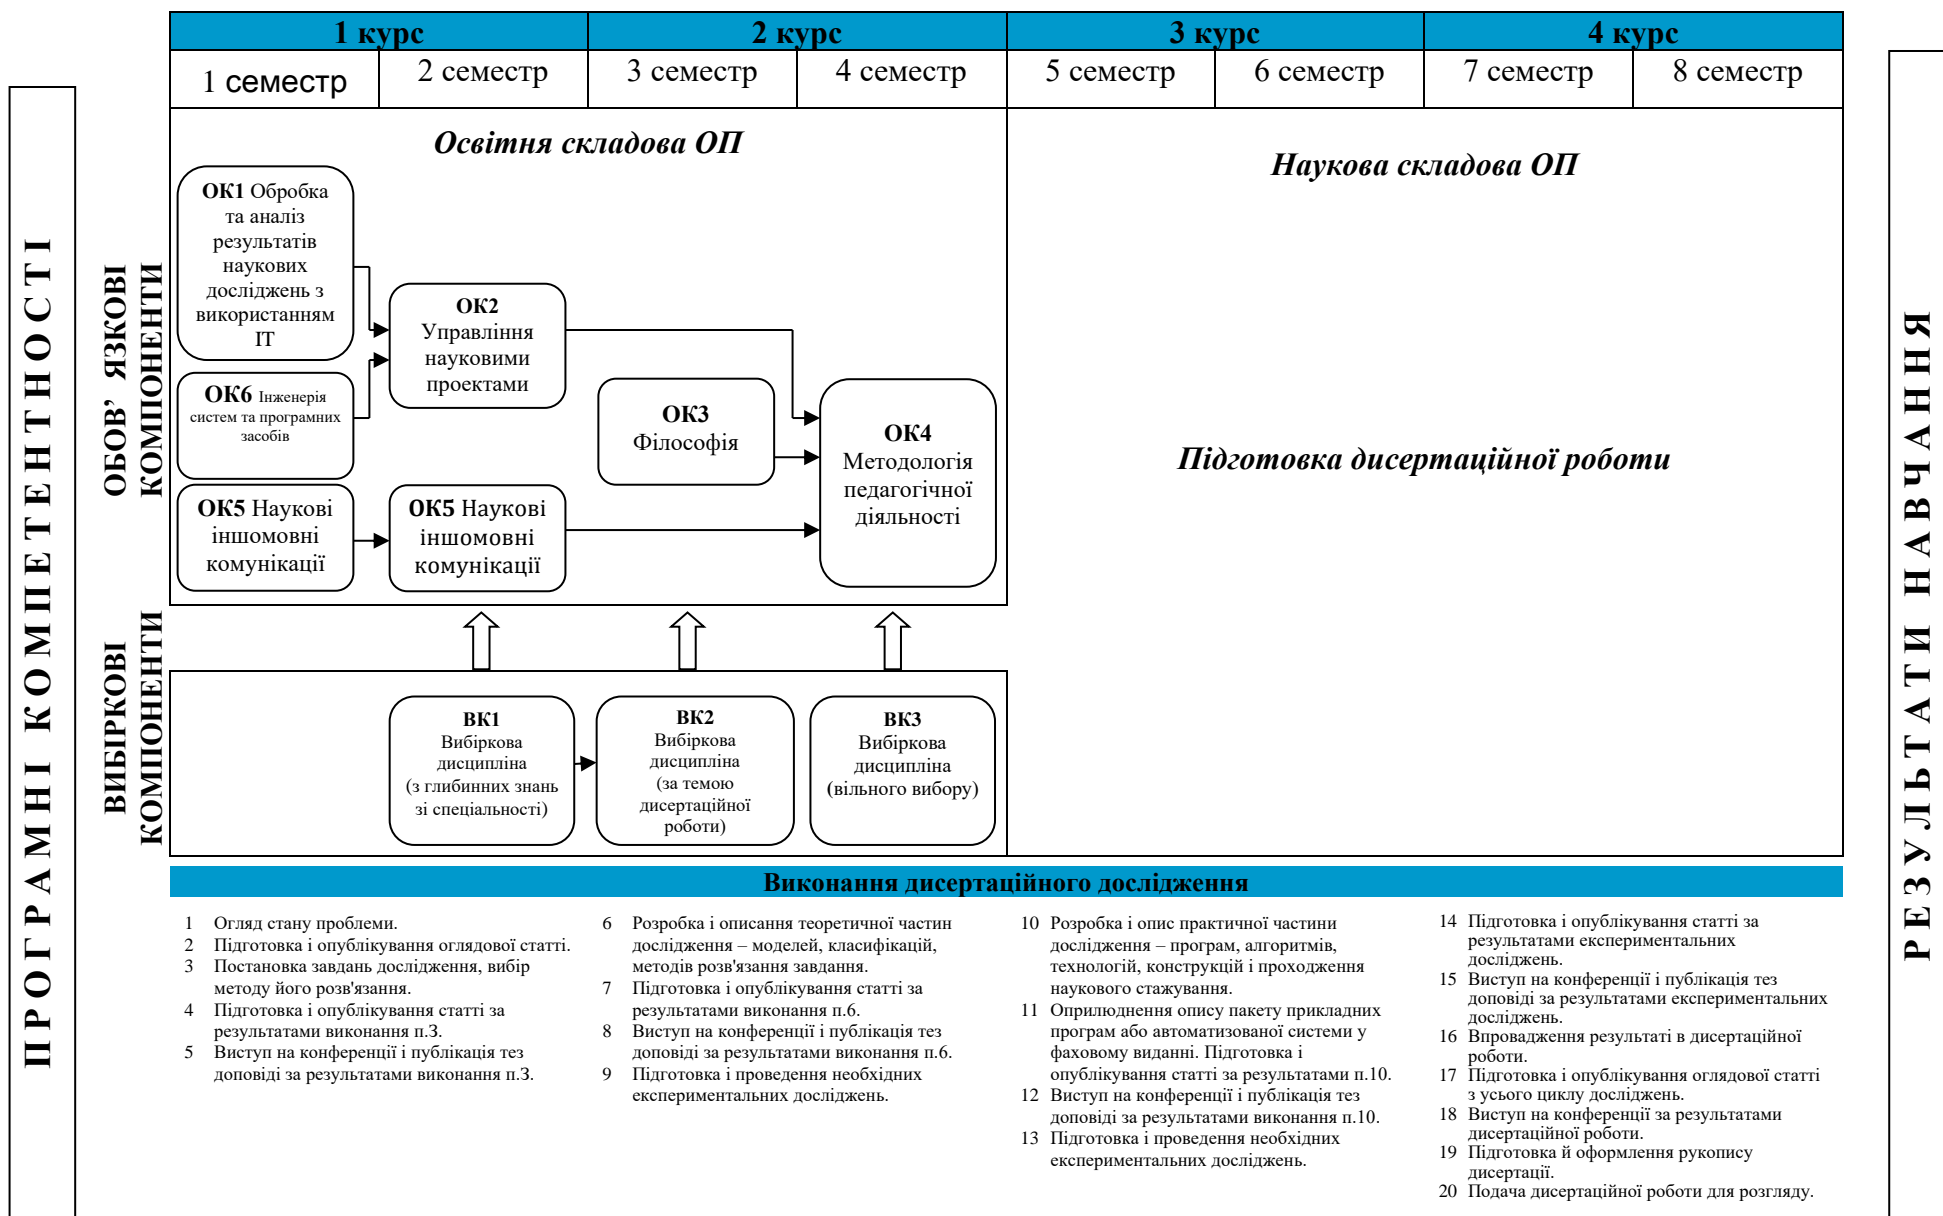 1 курс
2 курс
3 курс
4 курс
1 семестр
2 семестр
3 семестр
4 семестр
5 семестр
6 семестр
7 семестр
8 семестр
ПРОГРАМНІ КОМПЕТЕНТНОСТІ
ОБОВ’ ЯЗКОВІ
КОМПОНЕНТИ
Освітня складова ОП
ОК1 Обробка
та аналіз
результатів
наукових
досліджень з
використанням
ІТ
ОК6 Інженерія
систем та програмних
засобів
ОК5 Наукові
іншомовні
комунікації
ОК2
Управління
науковими
проектами
ОК5 Наукові
іншомовні
комунікації
ОК3
Філософія
ОК4
Методологія
педагогічної
діяльності
Наукова складова ОП
Підготовка дисертаційної роботи
ВИБІРКОВІ
КОМПОНЕНТИ
ВК1
Вибіркова
дисципліна
(з глибинних знань
зі спеціальності)
ВК2
Вибіркова
дисципліна
(за темою
дисертаційної
роботи)
ВК3
Вибіркова
дисципліна
(вільного вибору)
РЕЗУЛЬТАТИ НАВЧАННЯ
Виконання дисертаційного дослідження
1 Огляд стану проблеми.
2 Підготовка і опублікування оглядової статті.
3 Постановка завдань дослідження, вибір
методу його розв'язання.
4 Підготовка і опублікування статті за
результатами виконання п.3.
5 Виступ на конференції і публікація тез
доповіді за результатами виконання п.3.
6 Розробка і описання теоретичної частин
дослідження – моделей, класифікацій,
методів розв'язання завдання.
7 Підготовка і опублікування статті за
результатами виконання п.6.
8 Виступ на конференції і публікація тез
доповіді за результатами виконання п.6.
9 Підготовка і проведення необхідних
експериментальних досліджень.
10 Розробка і опис практичної частини
дослідження – програм, алгоритмів,
технологій, конструкцій і проходження
наукового стажування.
11 Оприлюднення опису пакету прикладних
програм або автоматизованої системи у
фаховому виданні. Підготовка і
опублікування статті за результатами п.10.
12 Виступ на конференції і публікація тез
доповіді за результатами виконання п.10.
13 Підготовка і проведення необхідних
експериментальних досліджень.
14 Підготовка і опублікування статті за
результатами експериментальних
досліджень.
15 Виступ на конференції і публікація тез
доповіді за результатами експериментальних
досліджень.
16 Впровадження результаті в дисертаційної
роботи.
17 Підготовка і опублікування оглядової статті
з усього циклу досліджень.
18 Виступ на конференції за результатами
дисертаційної роботи.
19 Підготовка й оформлення рукопису
дисертації.
20 Подача дисертаційної роботи для розгляду.